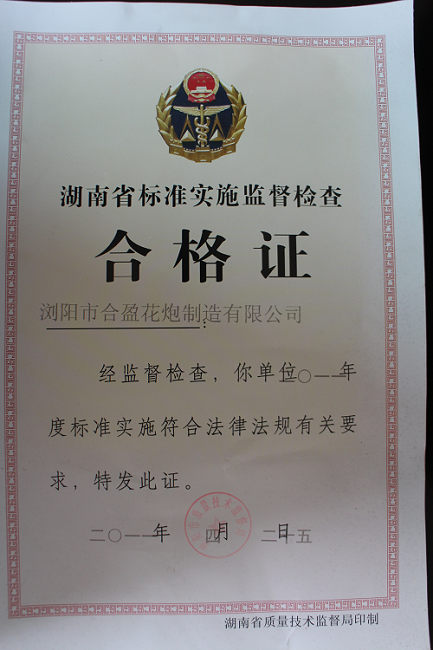 湖南省标准实施监督检查
合格证
浏阳市合盈花炮制造有限公司：
经监督检查，你单位二〇一一年
度标准实施符合法律法规有关要
求，特发此证。
二〇一一年 四月 二十五日
湖南省质量技术监督局印制